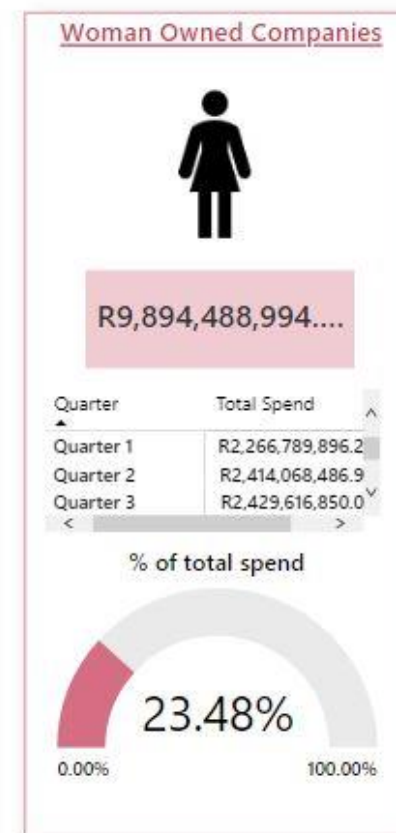 Woman Owned Companies
R9,894,488,994....
Quarter Total Spend
Quarter 1 R2,266,789,896.2
Quarter 2 R2,414,068,486.9
Quarter 3 R2,429,616,850.0
% of total spend
23.48%
0.00% 100.00%